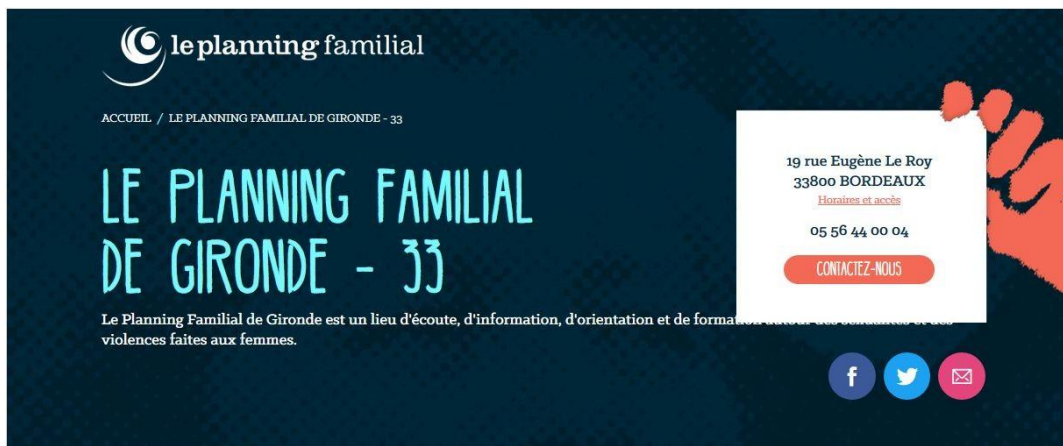 le planning familial
ACCUEIL / LE PLANNING FAMILIAL DE GIRONDE - 33
LE PLANNING FAMILIAL
DE GIRONDE - 33
Le Planning Familial de Gironde est un lieu d'écoute, d'information, d'orientation et de
violences faites aux femmes.
19 rue Eugène Le Roy
33800 BORDEAUX
Horaires et accès
05 56 44 00 04
CONTACTEZ-NOUS
f